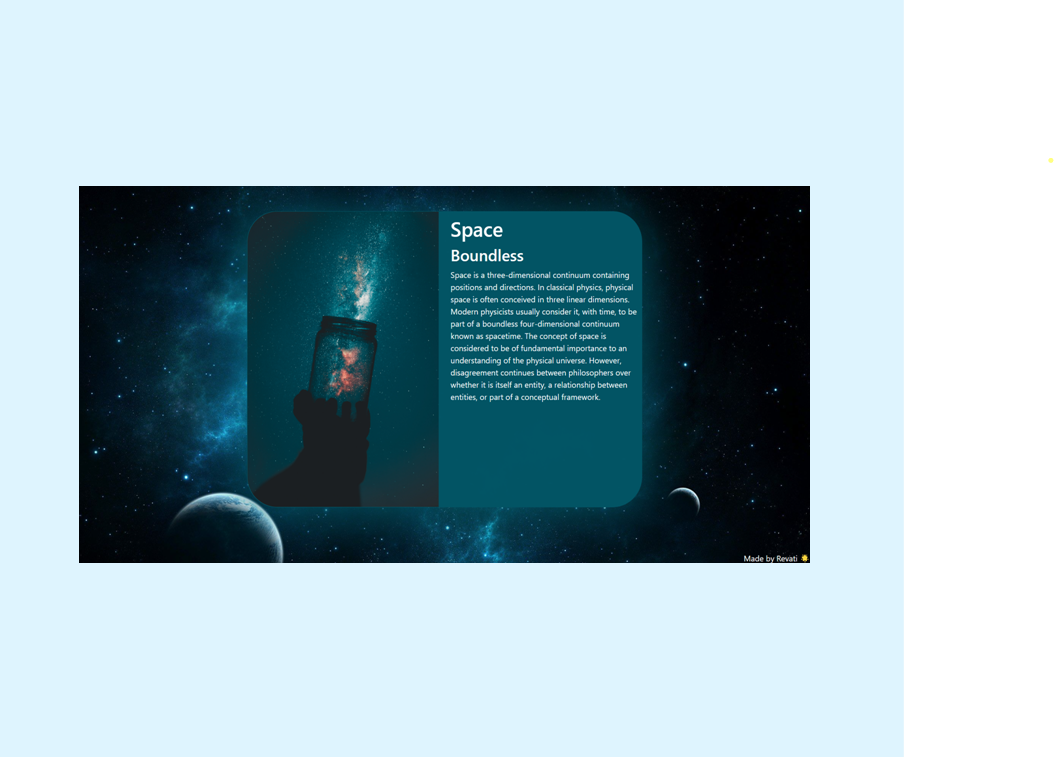 Space
Boundless
Space is a three-dimensional continuum containing
positions and directions. In classical physics, physical
space is often conceived in three linear dimensions.
Modern physicists usually consider it, with time, to be
part of a boundless four-dimensional continuum
known as spacetime. The concept of space is
considered to be of fundamental importance to an
understanding of the physical universe. However,
disagreement continues between philosophers over
whether it is itself an entity, a relationship between
entities, or part of a conceptual framework.
Made by Revati 🌟